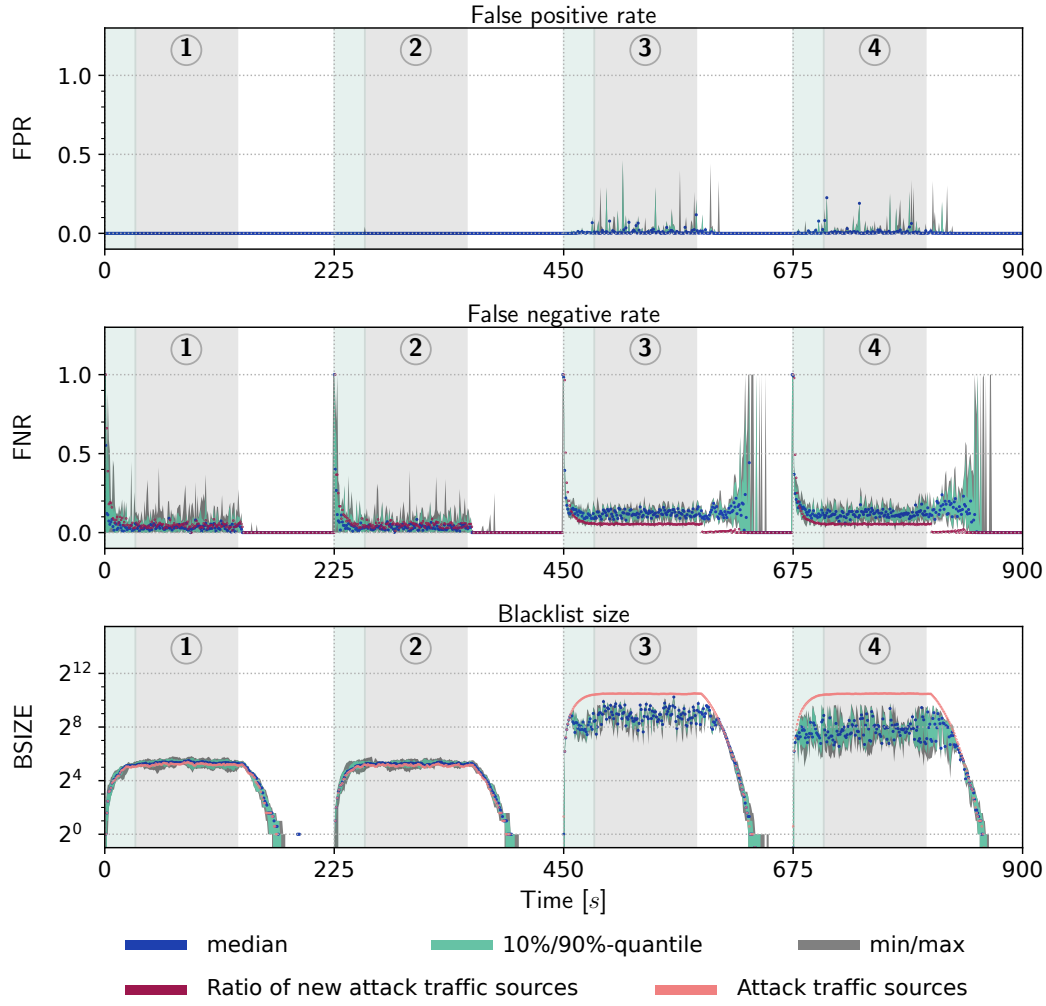 False positive rate
1 2 3 4
1.0
0.5
0.0
FPR
0 225 450 675 900
False negative rate
1 2 3 4
1.0
0.5
0.0
FNR
0 225 450 675 900
Blacklist size
1 2 3 4
2^12
2^8
2^4
2^0
BSIZE
0 225 450 675 900
Time [s]
median 10%/90%-quantile min/max
Ratio of new attack traffic sources Attack traffic sources